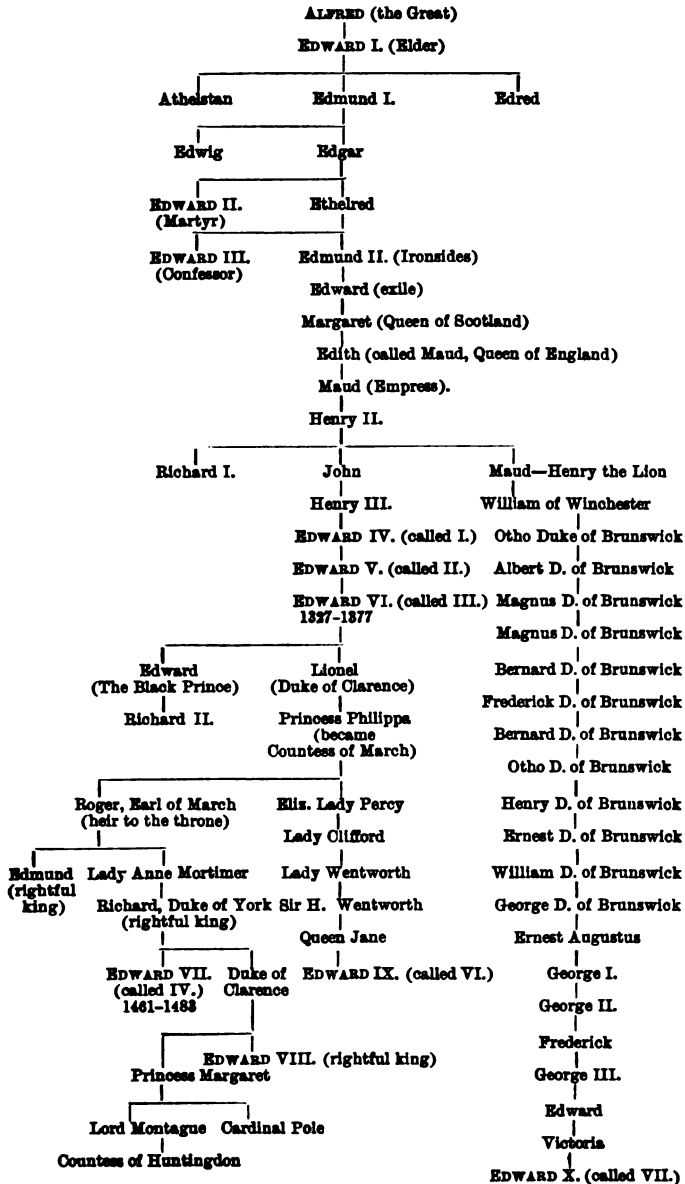 ALFRED (the Great)
EDWARD I. (Elder)
Athelstan Edmund I. Edred
Edwig Edgar
EDWARD II. Ethelred
(Martyr)
EDWARD III. Edmund II. (Ironsides)
(Confessor)
Edward (exile)
Margaret (Queen of Scotland)
Edith (called Maud, Queen of England)
Maud (Empress).
Henry II.
Richard I. John Maud—Henry the Lion
Henry III. William of Winchester
EDWARD IV. (called I.) Otho Duke of Brunswick
EDWARD V. (called II.) Albert D. of Brunswick
EDWARD VI. (called III.) Magnus D. of Brunswick
1327-1377
Magnus D. of Brunswick
Edward Lionel Bernard D. of Brunswick
(The Black Prince) (Duke of Clarence)
Frederick D. of Brunswick
Richard II. Princess Philippa
(became Bernard D. of Brunswick
Countess of March)
Otho D. of Brunswick
Roger, Earl of March Eliz. Lady Percy Henry D. of Brunswick
(heir to the throne)
Lady Clifford Ernest D. of Brunswick
Edmund Lady Anne Mortimer Lady Wentworth William D. of Brunswick
(rightful
king) Richard, Duke of York Sir H. Wentworth George D. of Brunswick
(rightful king)
Queen Jane Ernest Augustus
EDWARD VII. Duke of EDWARD IX. (called VI.) George I.
(called IV.) Clarence
1461-1483
George II.
Frederick
EDWARD VIII. (rightful king)
Princess Margaret George III.
Edward
Lord Montague Cardinal Pole
Victoria
Countess of Huntingdon
EDWARD X. (called VII.)